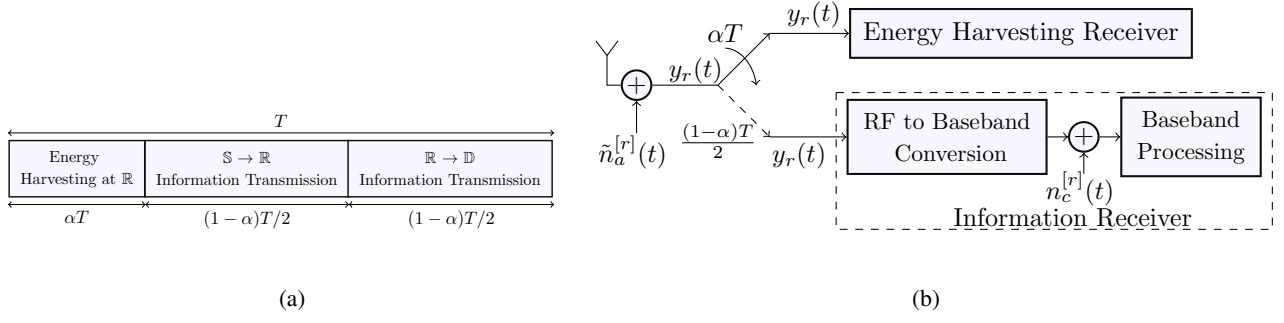 T
Energy
Harvesting at ℝ
𝕊 → ℝ
Information Transmission
ℝ → 𝔻
Information Transmission
αT
(1 − α)T/2
(1 − α)T/2
(a)
y_r(t)
Energy Harvesting Receiver
αT
y_r(t)
+
ñ_a^{[r]}(t)
(1−α)T
2
y_r(t)
RF to Baseband
Conversion
+
n_c^{[r]}(t)
Baseband
Processing
Information Receiver
(b)